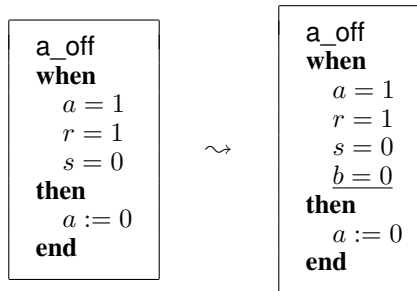 a_off
when
a = 1
r = 1
s = 0
then
a := 0
end
⤳
a_off
when
a = 1
r = 1
s = 0
b = 0
then
a := 0
end